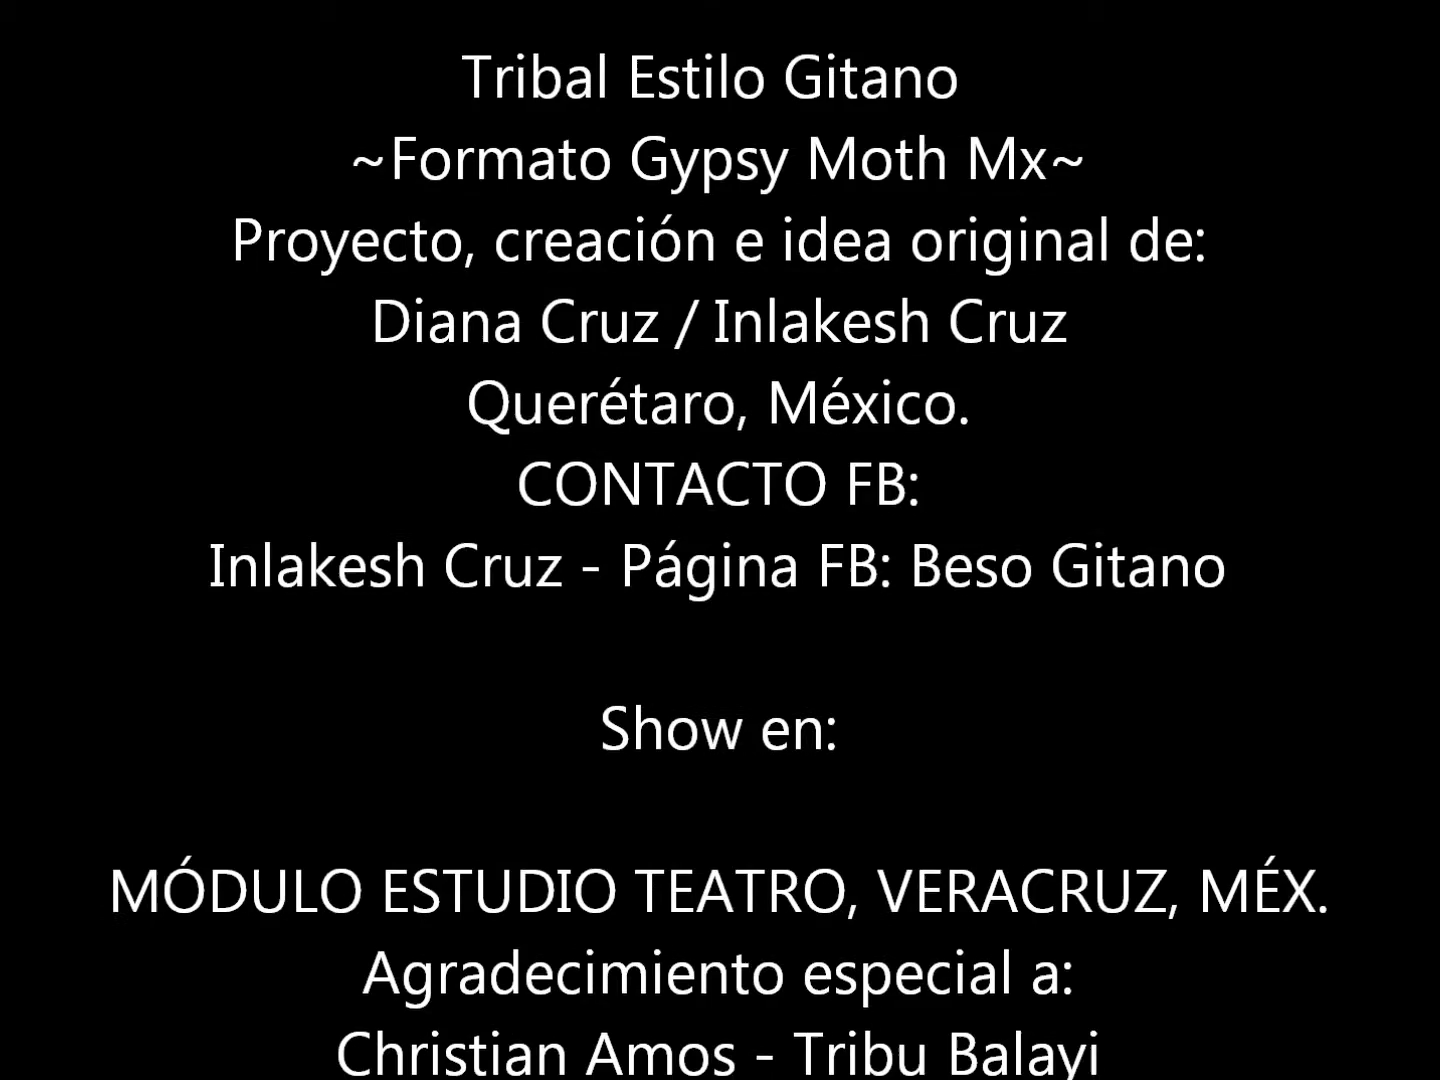 Tribal Estilo Gitano
~Formato Gypsy Moth Mx~
Proyecto, creación e idea original de:
Diana Cruz / Inlakesh Cruz
Querétaro, México.
CONTACTO FB:
Inlakesh Cruz - Página FB: Beso Gitano
Show en:
MÓDULO ESTUDIO TEATRO, VERACRUZ, MÉX.
Agradecimiento especial a:
Christian Amos - Tribu Balayi